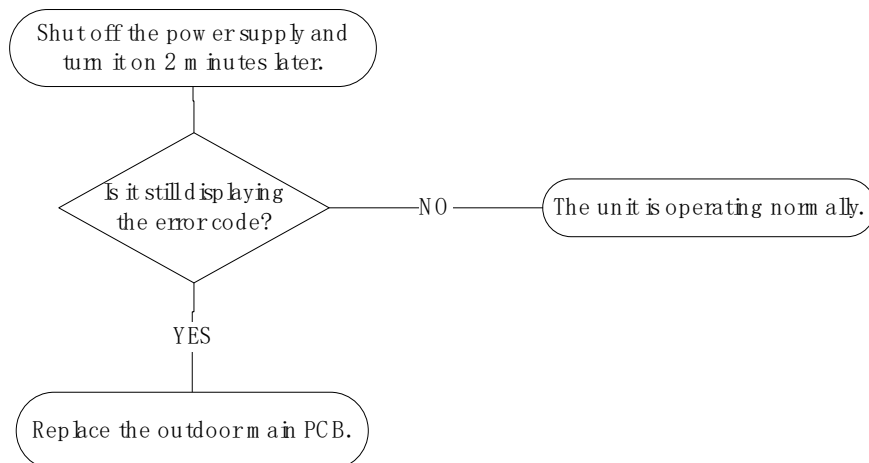 Shut off the power supply and
turn it on 2 minutes later.
Is it still displaying
the error code?
NO
The unit is operating normally.
YES
Replace the outdoor main PCB.